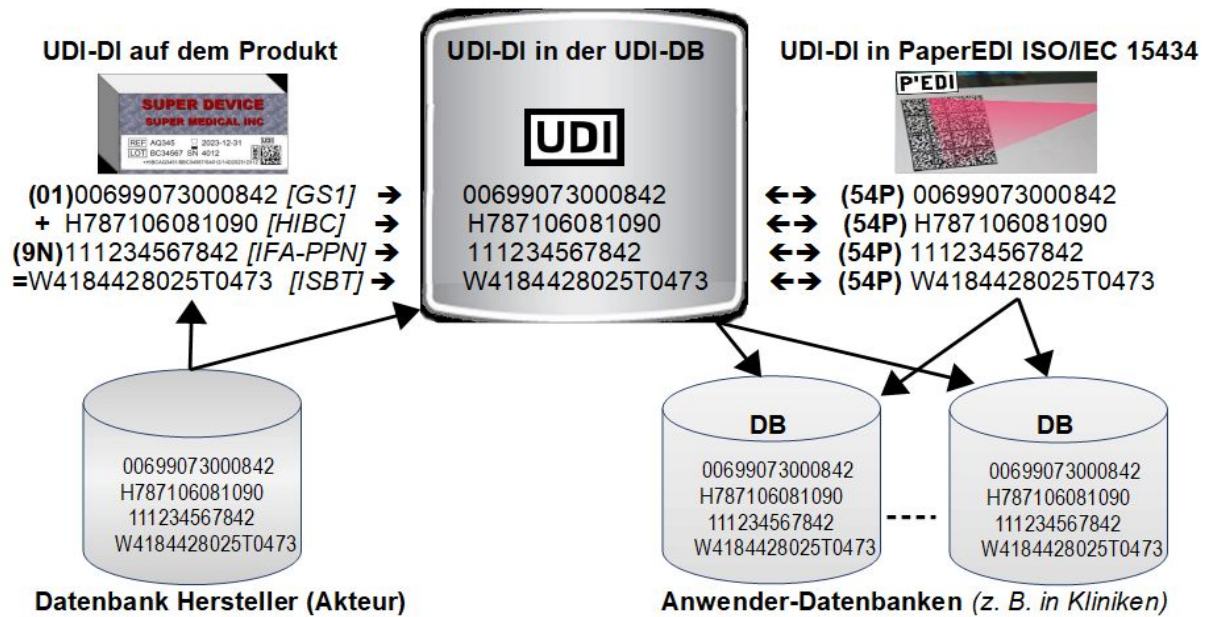 UDI-DI auf dem Produkt
SUPER DEVICE
SUPER MEDICAL INC
REF AQ345 2023-12-31 UDI
LOT BC34567 SN 4012
(01)00699073000842 [GS1] ➔
+ H787106081090 [HIBC] ➔
(9N)111234567842 [IFA-PPN] ➔
=W4184428025T0473 [ISBT] ➔
UDI-DI in der UDI-DB
UDI
00699073000842
H787106081090
111234567842
W4184428025T0473
UDI-DI in PaperEDI ISO/IEC 15434
P'EDI
←→ (54P) 00699073000842
←→ (54P) H787106081090
←→ (54P) 111234567842
←→ (54P) W4184428025T0473
00699073000842
H787106081090
111234567842
W4184428025T0473
Datenbank Hersteller (Akteur)
DB
00699073000842
H787106081090
111234567842
W4184428025T0473
----
DB
00699073000842
H787106081090
111234567842
W4184428025T0473
Anwender-Datenbanken (z. B. in Kliniken)